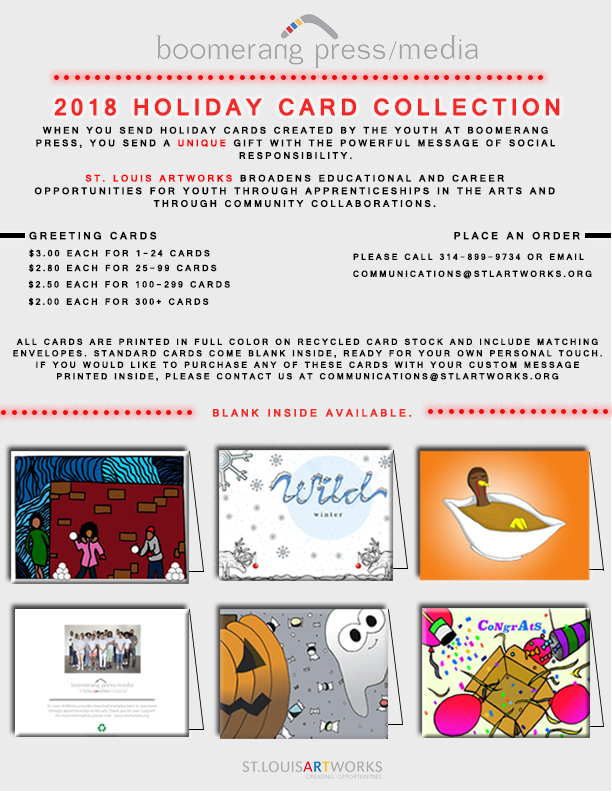 boomerang press/media
2018 HOLIDAY CARD COLLECTION
WHEN YOU SEND HOLIDAY CARDS CREATED BY THE YOUTH AT BOOMERANG
PRESS, YOU SEND A UNIQUE GIFT WITH THE POWERFUL MESSAGE OF SOCIAL
RESPONSIBILITY.
ST. LOUIS ARTWORKS BROADENS EDUCATIONAL AND CAREER
OPPORTUNITIES FOR YOUTH THROUGH APPRENTICESHIPS IN THE ARTS AND
THROUGH COMMUNITY COLLABORATIONS.
GREETING CARDS
$3.00 EACH FOR 1-24 CARDS
$2.80 EACH FOR 25-99 CARDS
$2.50 EACH FOR 100-299 CARDS
$2.00 EACH FOR 300+ CARDS
PLACE AN ORDER
PLEASE CALL 314-899-9734 OR EMAIL
COMMUNICATIONS@STLARTWORKS.ORG
ALL CARDS ARE PRINTED IN FULL COLOR ON RECYCLED CARD STOCK AND INCLUDE MATCHING
ENVELOPES. STANDARD CARDS COME BLANK INSIDE, READY FOR YOUR OWN PERSONAL TOUCH.
IF YOU WOULD LIKE TO PURCHASE ANY OF THESE CARDS WITH YOUR CUSTOM MESSAGE
PRINTED INSIDE, PLEASE CONTACT US AT COMMUNICATIONS@STLARTWORKS.ORG
BLANK INSIDE AVAILABLE.
Wild
winter
boomerang press/media
CoNgrAtS
ST.LOUISARTWORKS
CREATING OPPORTUNITIES